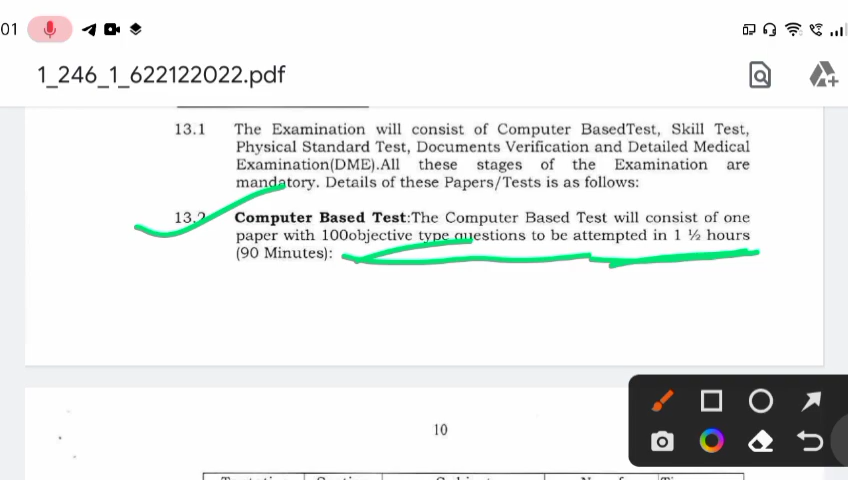 01
1_246_1_622122022.pdf
13.1 The Examination will consist of Computer BasedTest, Skill Test,
Physical Standard Test, Documents Verification and Detailed Medical
Examination(DME).All these stages of the Examination are
mandatory. Details of these Papers/Tests is as follows:
13.2 Computer Based Test:The Computer Based Test will consist of one
paper with 100objective type questions to be attempted in 1 ½ hours
(90 Minutes):
10